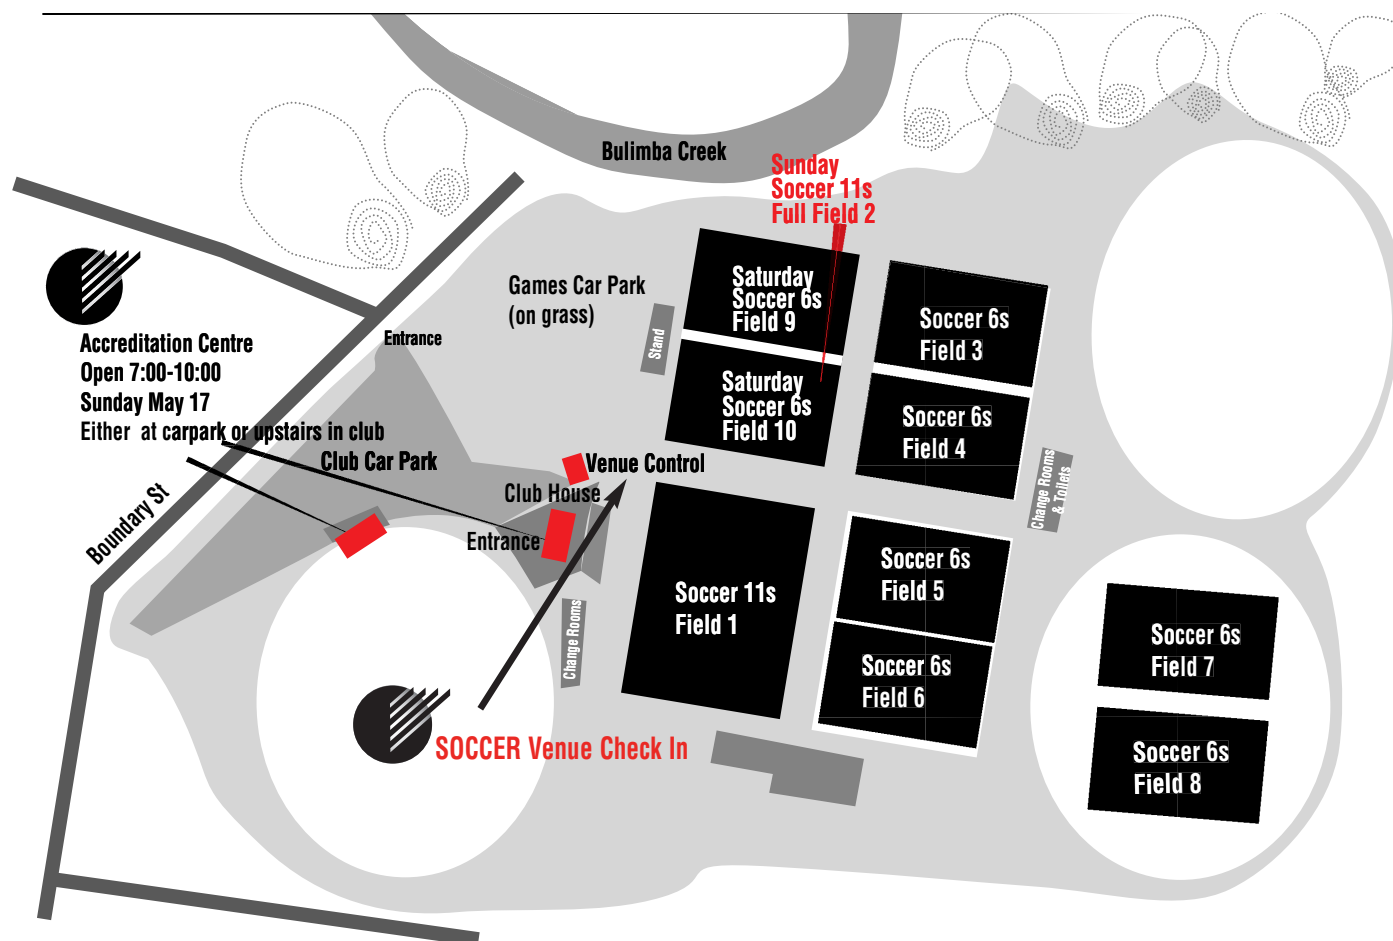 Bulimba Creek
Sunday
Soccer 11s
Full Field 2
Games Car Park
(on grass)
Stand
Saturday
Soccer 6s
Field 9
Saturday
Soccer 6s
Field 10
Soccer 6s
Field 3
Soccer 6s
Field 4
Entrance
Accreditation Centre
Open 7:00-10:00
Sunday May 17
Either at carpark or upstairs in club
Club Car Park
Boundary St
Venue Control
Club House
Entrance
Change Rooms
Change Rooms
& Toilets
Soccer 11s
Field 1
Soccer 6s
Field 5
Soccer 6s
Field 6
Soccer 6s
Field 7
Soccer 6s
Field 8
SOCCER Venue Check In